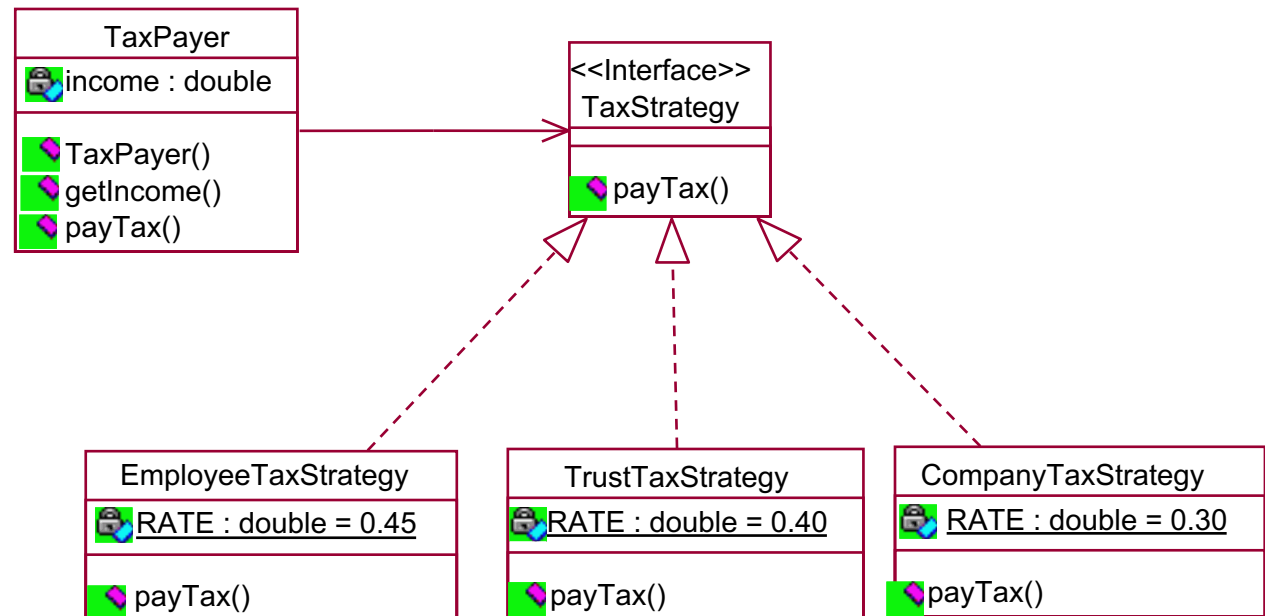 TaxPayer
income : double
TaxPayer()
getIncome()
payTax()
<<Interface>>
TaxStrategy
payTax()
EmployeeTaxStrategy
RATE : double = 0.45
payTax()
TrustTaxStrategy
RATE : double = 0.40
payTax()
CompanyTaxStrategy
RATE : double = 0.30
payTax()